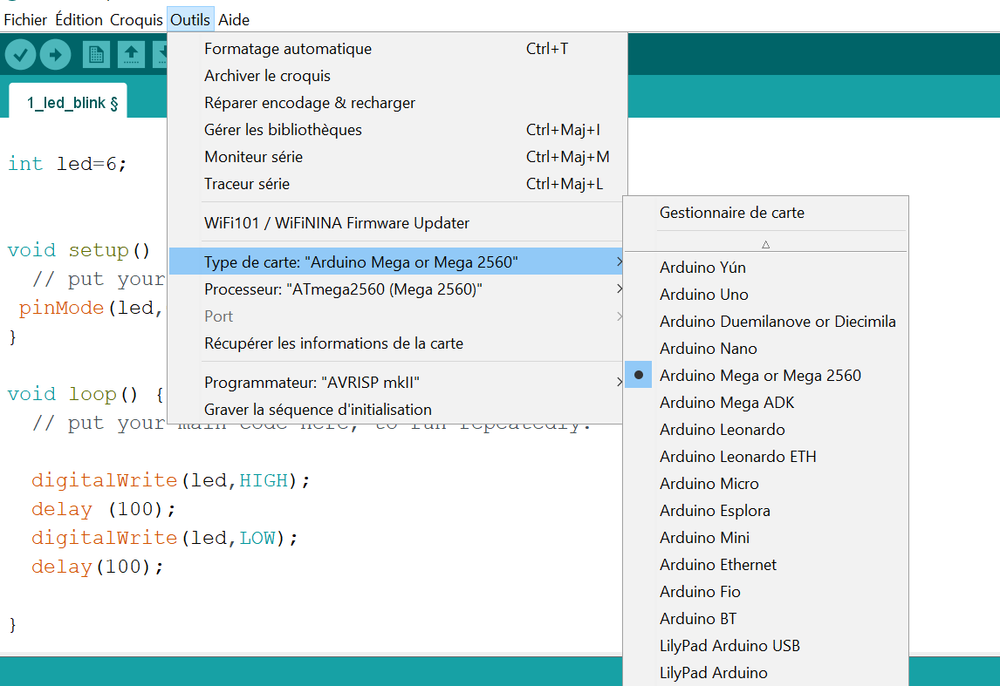 Fichier Édition Croquis Outils Aide
Formatage automatique Ctrl+T
Archiver le croquis
1_led_blink §
Réparer encodage & recharger
Gérer les bibliothèques Ctrl+Maj+I
Moniteur série Ctrl+Maj+M
Traceur série Ctrl+Maj+L
WiFi101 / WiFiNINA Firmware Updater
Type de carte: "Arduino Mega or Mega 2560"
Processeur: "ATmega2560 (Mega 2560)"
Port
Récupérer les informations de la carte
Programmateur: "AVRISP mkII"
Graver la séquence d'initialisation
Gestionnaire de carte
Arduino Yún
Arduino Uno
Arduino Duemilanove or Diecimila
Arduino Nano
Arduino Mega or Mega 2560
Arduino Mega ADK
Arduino Leonardo
Arduino Leonardo ETH
Arduino Micro
Arduino Esplora
Arduino Mini
Arduino Ethernet
Arduino Fio
Arduino BT
LilyPad Arduino USB
LilyPad Arduino
int led=6;
void setup()
// put your
pinMode(led,
}
void loop() {
// put your main code here, to run repeatedly:
digitalWrite(led,HIGH);
delay (100);
digitalWrite(led,LOW);
delay(100);
}